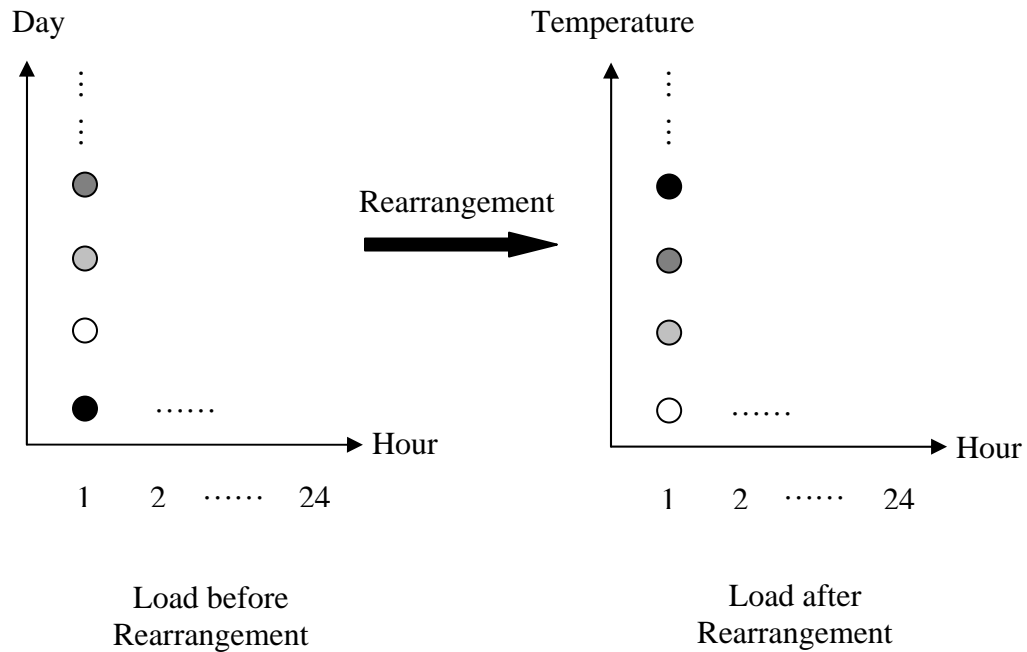 Day
Temperature
Rearrangement
Hour
Hour
1 2 ...... 24
1 2 ...... 24
Load before
Rearrangement
Load after
Rearrangement